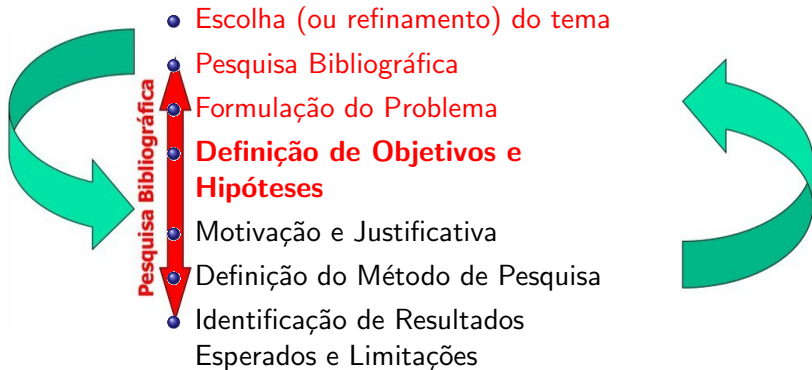 Escolha (ou refinamento) do tema
Pesquisa Bibliográfica
Formulação do Problema
Definição de Objetivos e
Hipóteses
Motivação e Justificativa
Definição do Método de Pesquisa
Identificação de Resultados
Esperados e Limitações
Pesquisa Bibliográfica